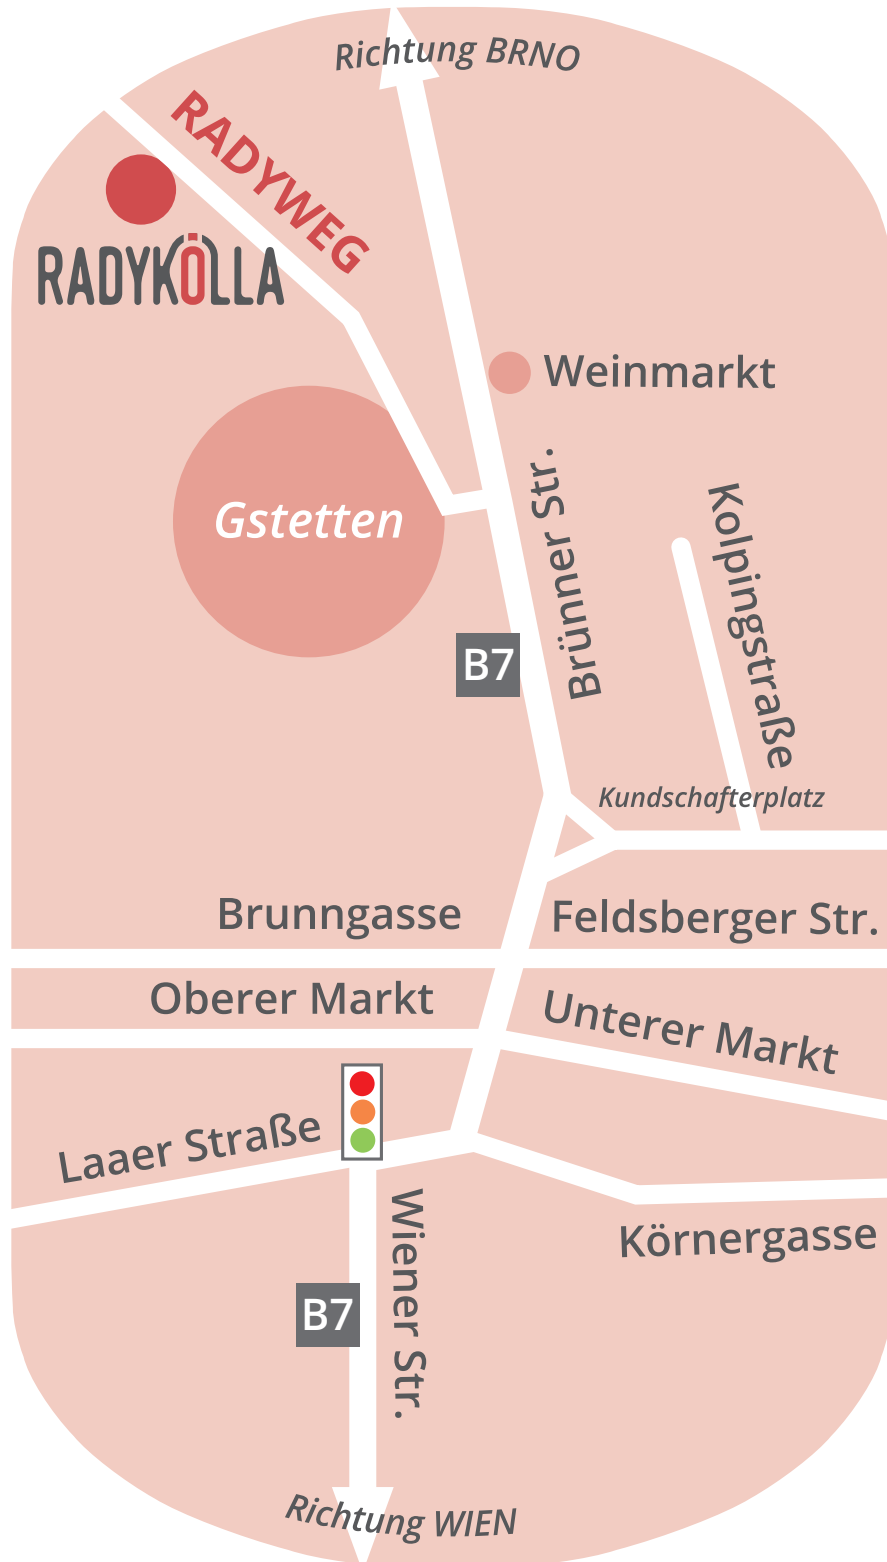 Richtung BRNO
RADYWEG
RADYKÖLLA
Weinmarkt
Brünner Str.
Kolpingstraße
Gstetten
B7
Kundschafterplatz
Brunngasse
Feldsberger Str.
Oberer Markt
Unterer Markt
Laaer Straße
Wiener Str.
Körnergasse
B7
Richtung WIEN